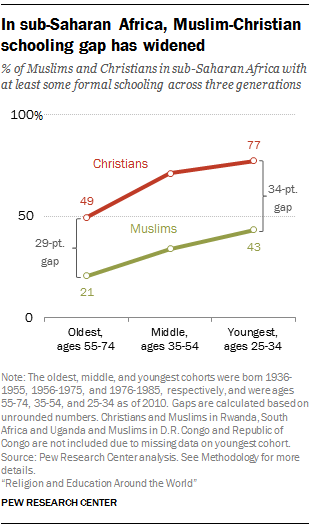 In sub-Saharan Africa, Muslim-Christian
schooling gap has widened
% of Muslims and Christians in sub-Saharan Africa with
at least some formal schooling across three generations
100%
77
Christians
49
34-pt.
gap
50
Muslims
29-pt.
gap
43
21
0
Oldest,
ages 55-74
Middle,
ages 35-54
Youngest,
ages 25-34
Note: The oldest, middle, and youngest cohorts were born 1936-
1955, 1956-1975, and 1976-1985, respectively, and were ages
55-74, 35-54, and 25-34 as of 2010. Gaps are calculated based on
unrounded numbers. Christians and Muslims in Rwanda, South
Africa and Uganda and Muslims in D.R. Congo and Republic of
Congo are not included due to missing data on youngest cohort.
Source: Pew Research Center analysis. See Methodology for more
details.
“Religion and Education Around the World”
PEW RESEARCH CENTER